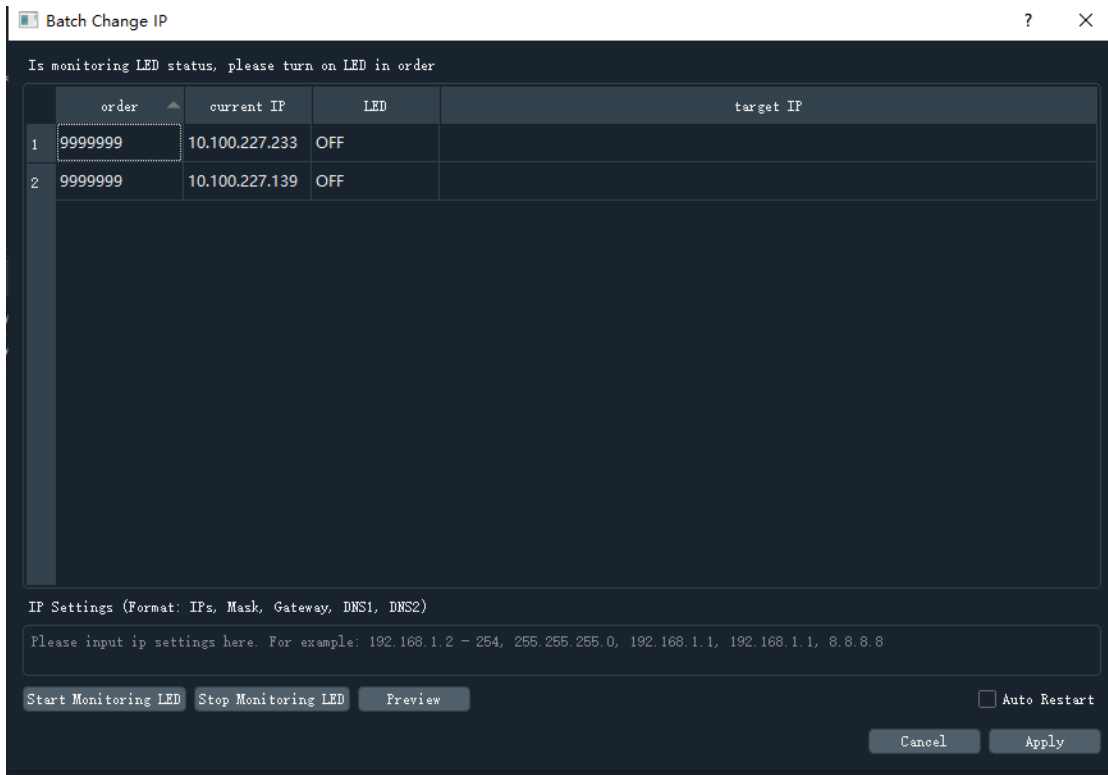 Batch Change IP ? ×
Is monitoring LED status, please turn on LED in order
order current IP LED target IP
1 9999999 10.100.227.233 OFF
2 9999999 10.100.227.139 OFF
IP Settings (Format: IPs, Mask, Gateway, DNS1, DNS2)
Please input ip settings here. For example: 192.168.1.2 - 254, 255.255.255.0, 192.168.1.1, 192.168.1.1, 8.8.8.8
Start Monitoring LED Stop Monitoring LED Preview Auto Restart
Cancel Apply